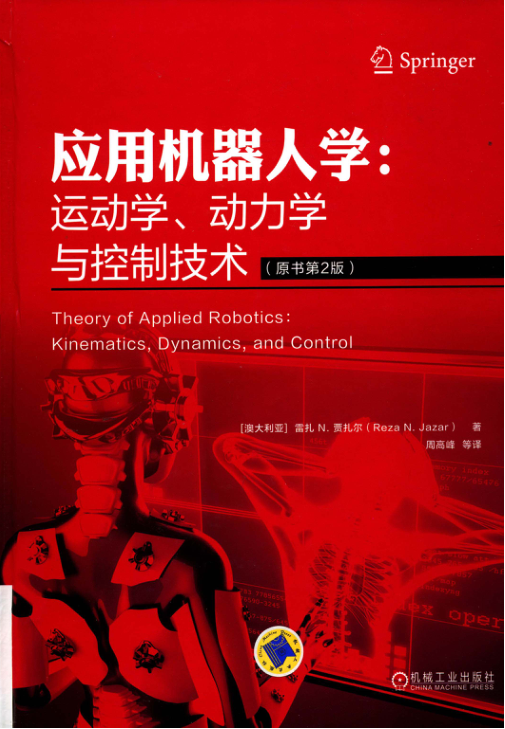 Springer
应用机器人学：
运动学、动力学
与控制技术（原书第2版）
Theory of Applied Robotics:
Kinematics, Dynamics, and Control
[澳大利亚] 雷扎 N. 贾扎尔（Reza N. Jazar） 著
周高峰 等译
机械工业出版社
CHINA MACHINE PRESS